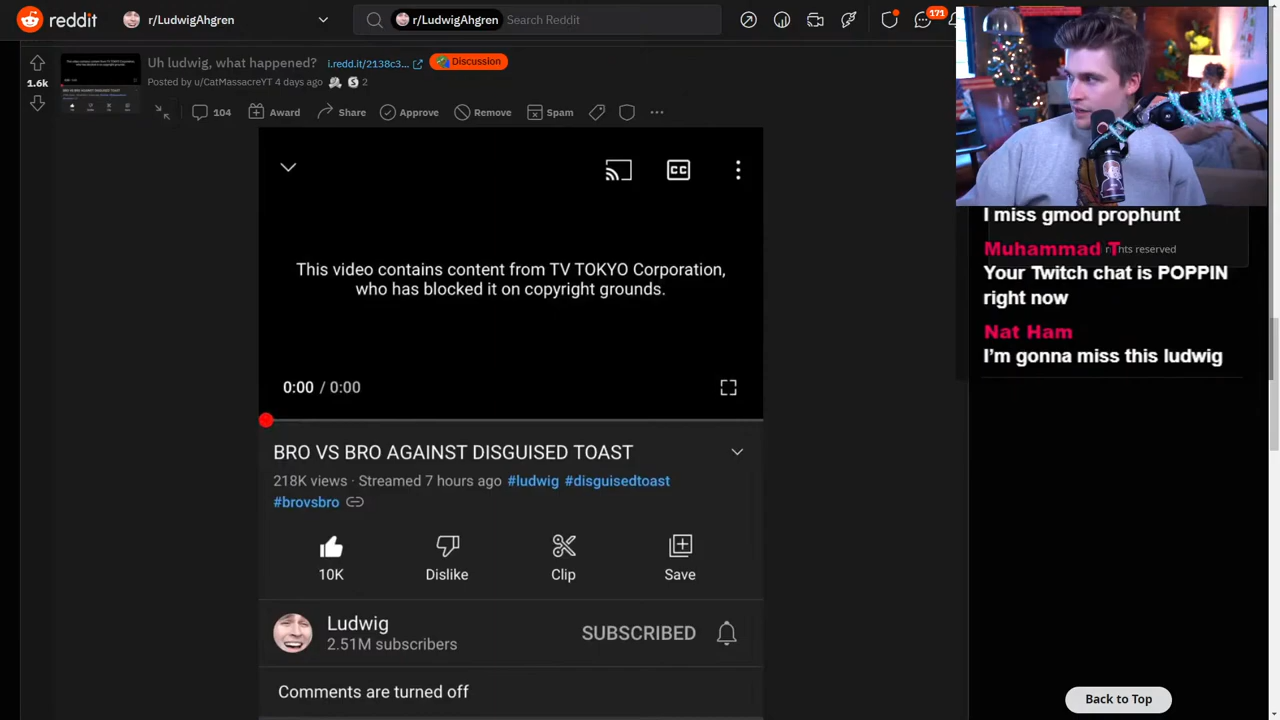 reddit
r/LudwigAhgren
r/LudwigAhgren Search Reddit
171
1.6k
Uh ludwig, what happened? i.redd.it/2138c3... Discussion
Posted by u/CatMassacreYT 4 days ago 2
104 Award Share Approve Remove Spam
This video contains content from TV TOKYO Corporation,
who has blocked it on copyright grounds.
CC
0:00 / 0:00
BRO VS BRO AGAINST DISGUISED TOAST
218K views · Streamed 7 hours ago #ludwig #disguisedtoast
#brovsbro
10K Dislike Clip Save
Ludwig
2.51M subscribers
SUBSCRIBED
Comments are turned off
I miss gmod prophunt
Muhammad T
reserved
Your Twitch chat is POPPIN
right now
Nat Ham
I'm gonna miss this ludwig
Back to Top